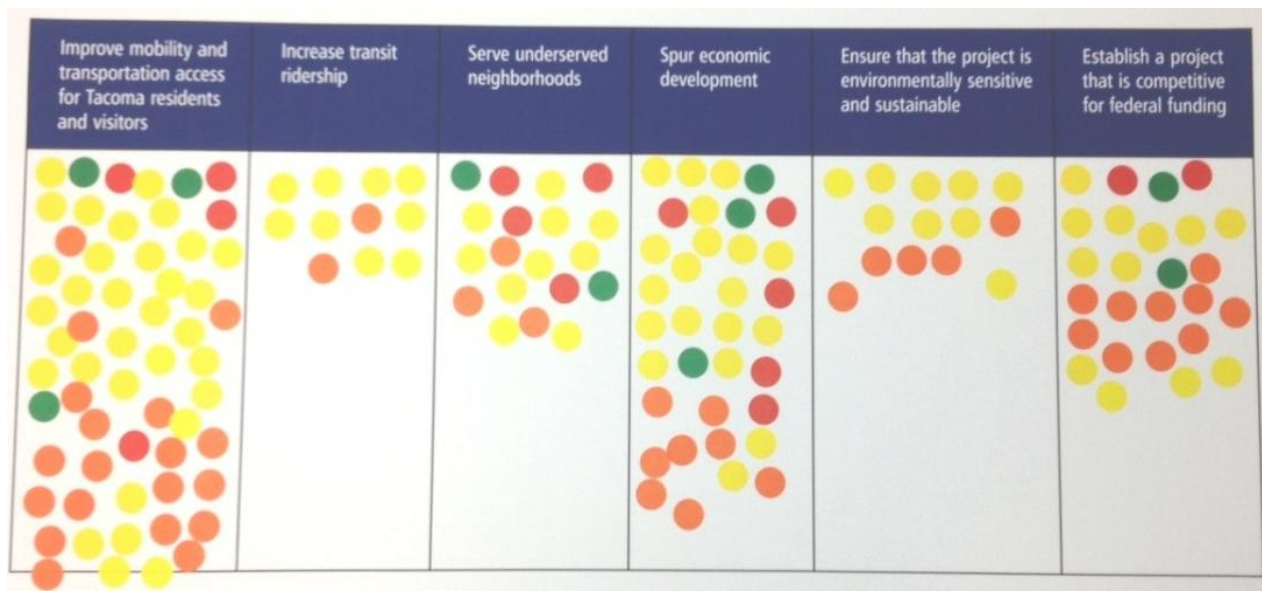 Improve mobility and
transportation access
for Tacoma residents
and visitors
Increase transit
ridership
Serve underserved
neighborhoods
Spur economic
development
Ensure that the project is
environmentally sensitive
and sustainable
Establish a project
that is competitive
for federal funding